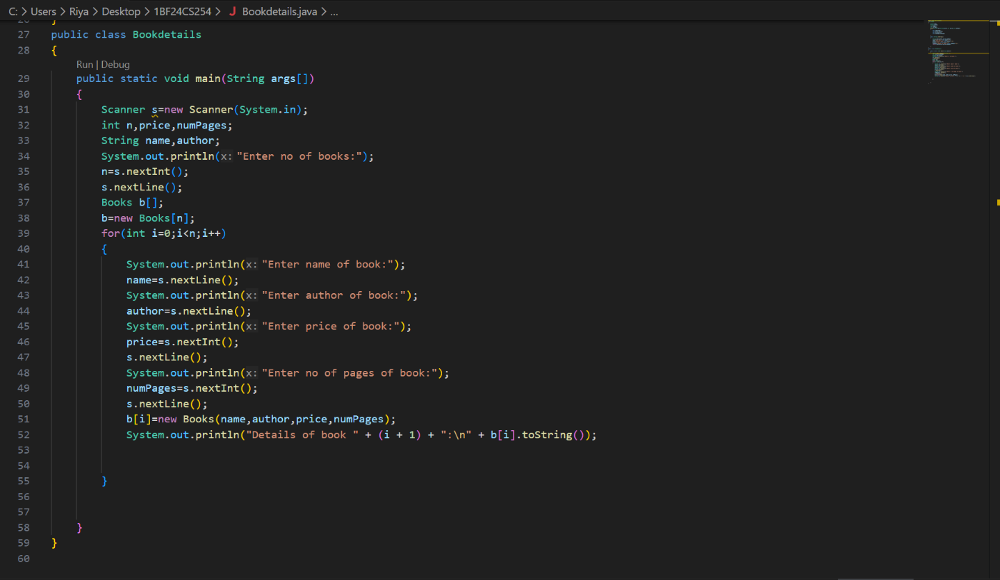 C: > Users > Riya > Desktop > 1BF24CS254 > J Bookdetails.java > ...
26 }
27 public class Bookdetails
28 {
Run | Debug
29 public static void main(String args[])
30 {
31 Scanner s=new Scanner(System.in);
32 int n,price,numPages;
33 String name,author;
34 System.out.println(x: "Enter no of books:");
35 n=s.nextInt();
36 s.nextLine();
37 Books b[];
38 b=new Books[n];
39 for(int i=0;i<n;i++)
40 {
41 System.out.println(x: "Enter name of book:");
42 name=s.nextLine();
43 System.out.println(x: "Enter author of book:");
44 author=s.nextLine();
45 System.out.println(x: "Enter price of book:");
46 price=s.nextInt();
47 s.nextLine();
48 System.out.println(x: "Enter no of pages of book:");
49 numPages=s.nextInt();
50 s.nextLine();
51 b[i]=new Books(name,author,price,numPages);
52 System.out.println("Details of book " + (i + 1) + ":\n" + b[i].toString());
53
54
55 }
56
57
58 }
59 }
60